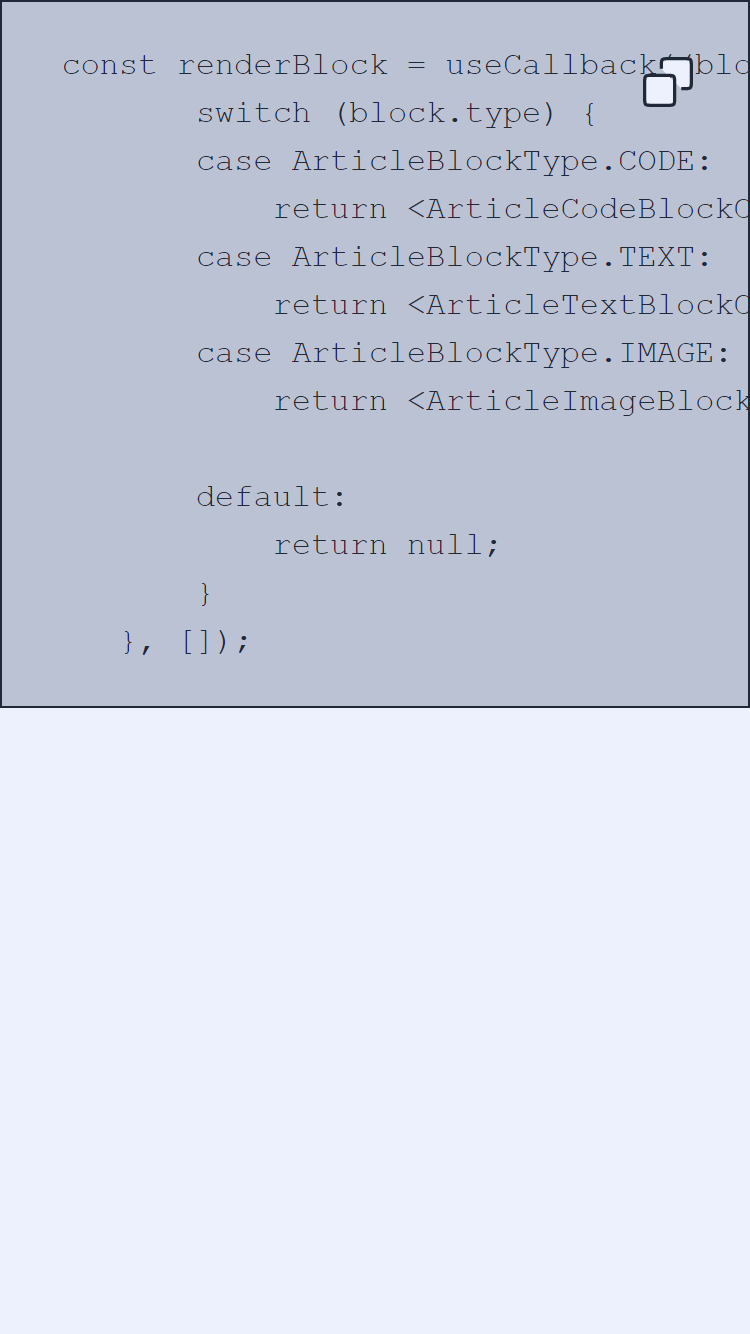 const renderBlock = useCallback((blo
switch (block.type) {
case ArticleBlockType.CODE:
return <ArticleCodeBlockC
case ArticleBlockType.TEXT:
return <ArticleTextBlockC
case ArticleBlockType.IMAGE:
return <ArticleImageBlock
default:
return null;
}
}, []);